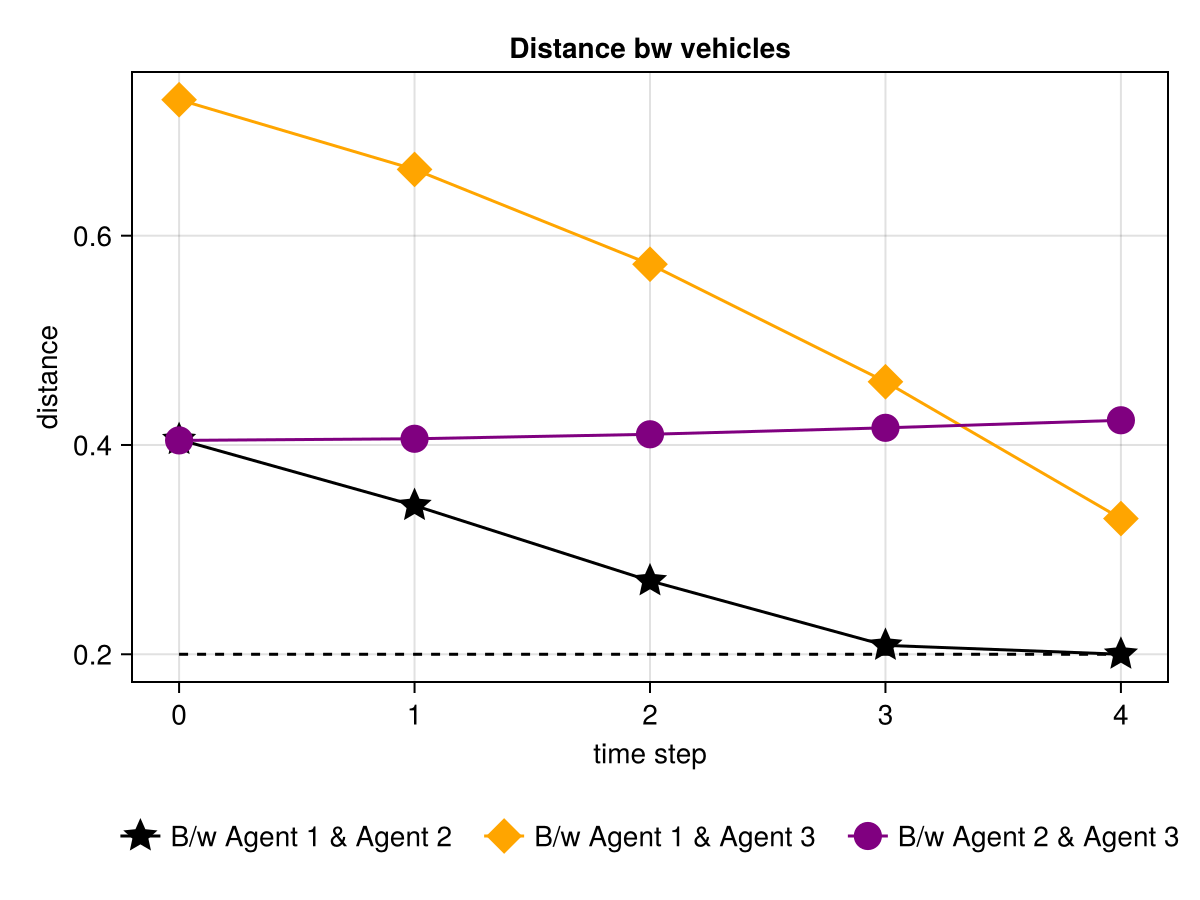 Distance bw vehicles
distance
0.6
0.4
0.2
0 1 2 3 4
time step
B/w Agent 1 & Agent 2 B/w Agent 1 & Agent 3 B/w Agent 2 & Agent 3